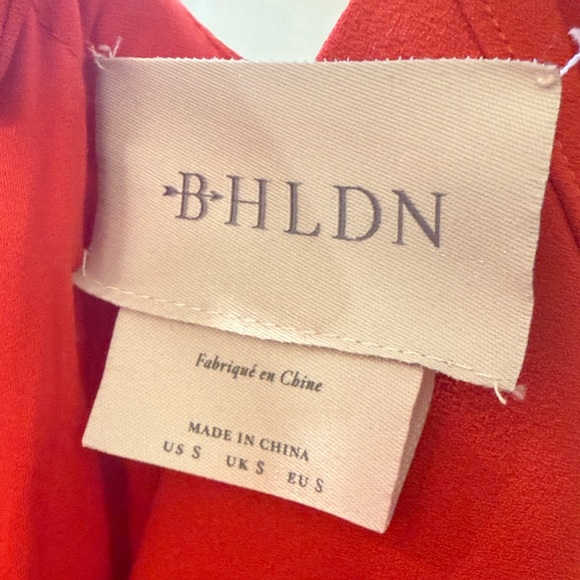 BHLDN
Fabriqué en Chine
MADE IN CHINA
US S UK S EU S